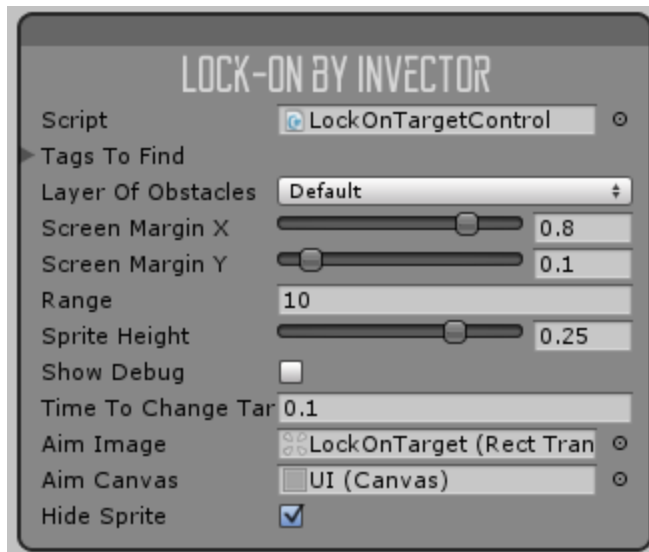 LOCK-ON BY INVECTOR
Script LockOnTargetControl
Tags To Find
Layer Of Obstacles Default
Screen Margin X 0.8
Screen Margin Y 0.1
Range 10
Sprite Height 0.25
Show Debug
Time To Change Tar 0.1
Aim Image LockOnTarget (Rect Tran
Aim Canvas UI (Canvas)
Hide Sprite